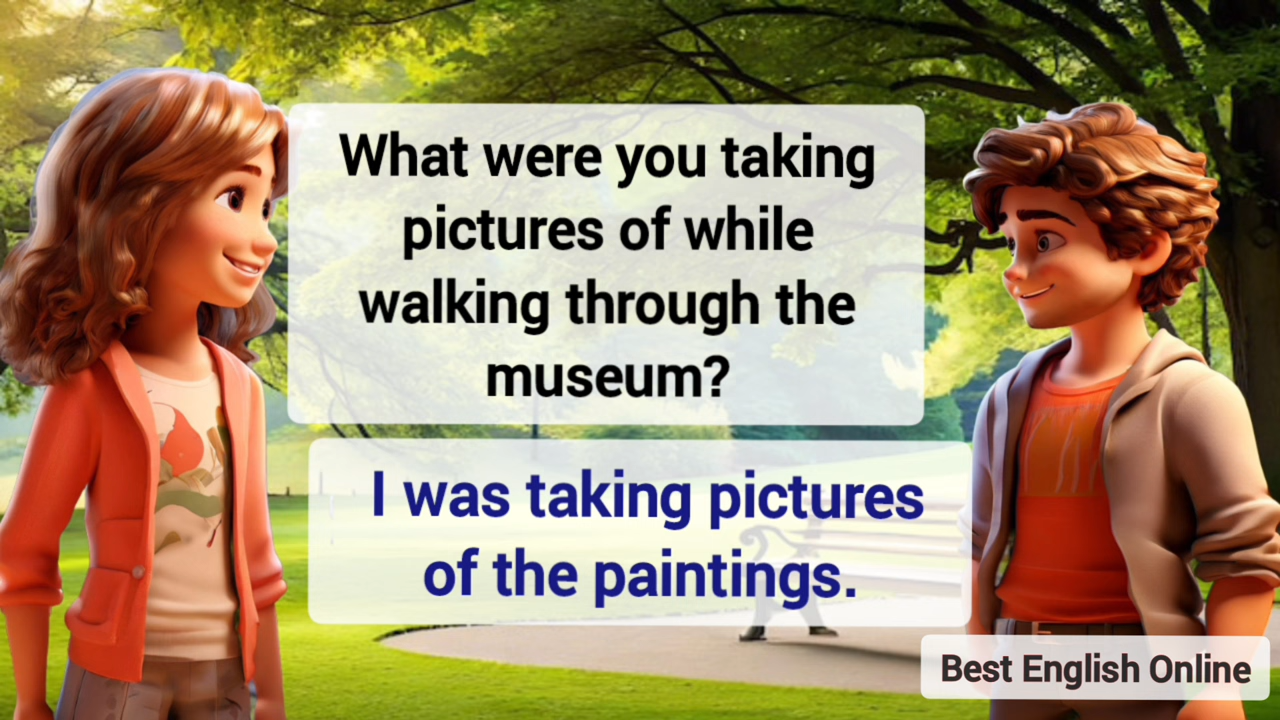 What were you taking
pictures of while
walking through the
museum?
I was taking pictures
of the paintings.
Best English Online